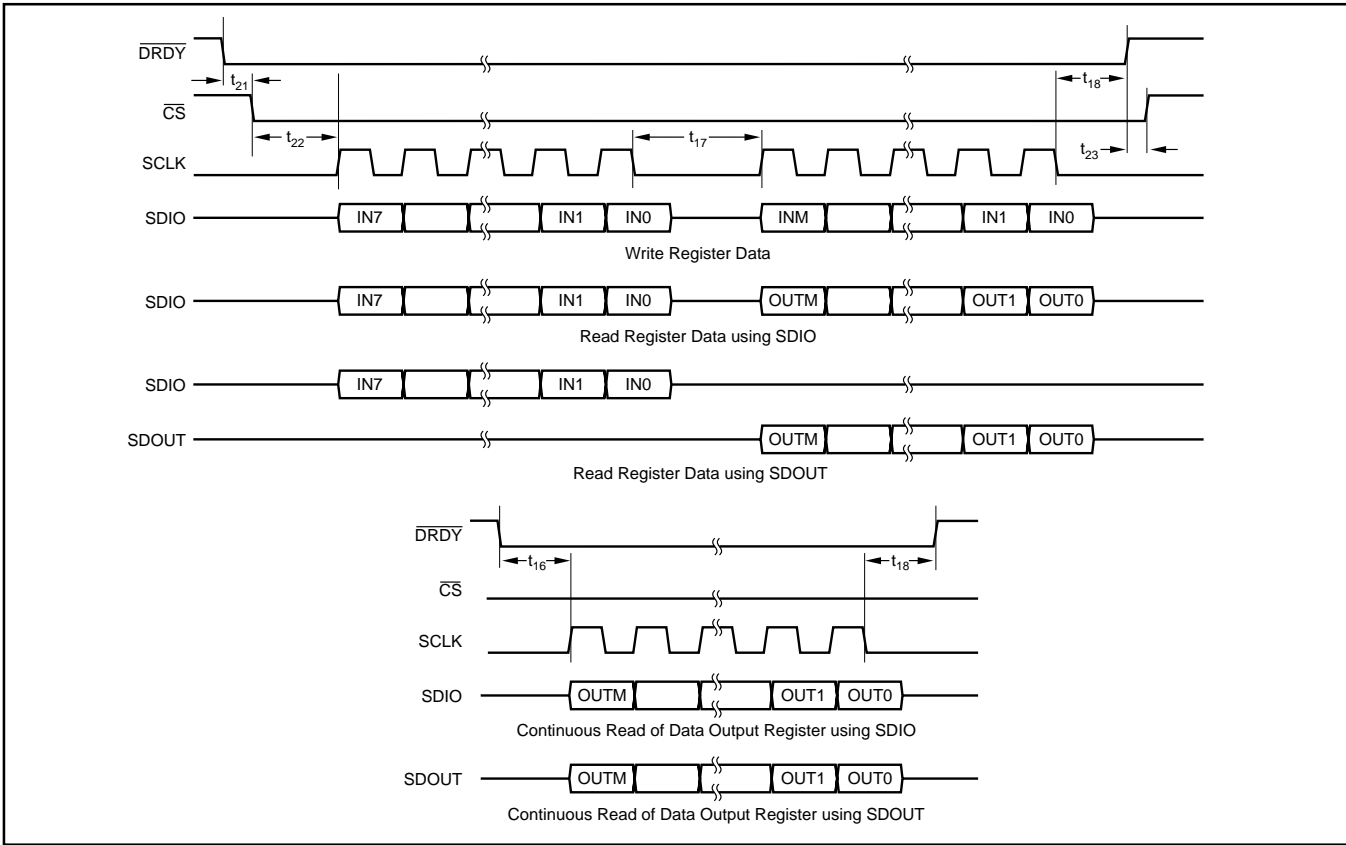 DRDY
t21
t18
CS
t22
t17
t23
SCLK
SDIO IN7 IN1 IN0 INM IN1 IN0
Write Register Data
SDIO IN7 IN1 IN0 OUTM OUT1 OUT0
Read Register Data using SDIO
SDIO IN7 IN1 IN0
SDOUT OUTM OUT1 OUT0
Read Register Data using SDOUT
DRDY
t16 t18
CS
SCLK
SDIO OUTM OUT1 OUT0
Continuous Read of Data Output Register using SDIO
SDOUT OUTM OUT1 OUT0
Continuous Read of Data Output Register using SDOUT